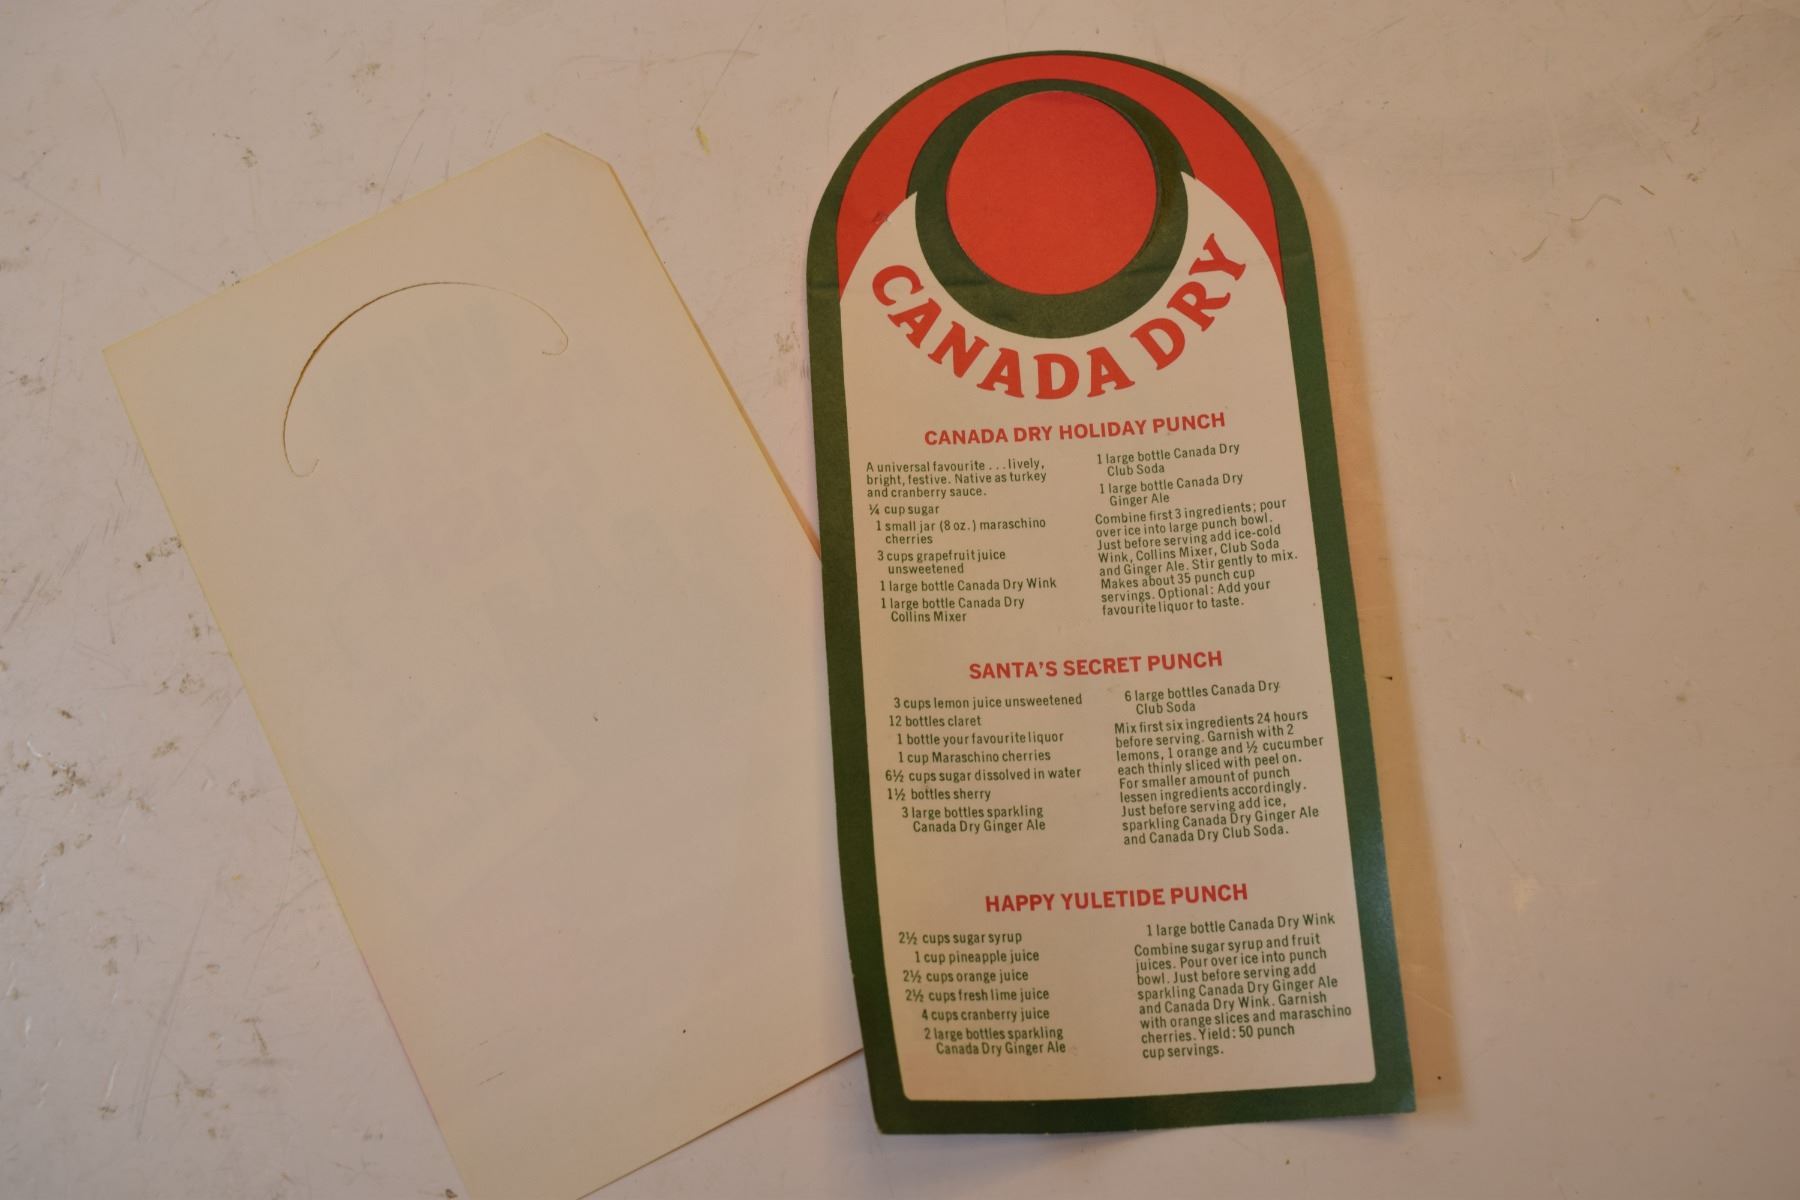 CANADA DRY
CANADA DRY HOLIDAY PUNCH
A universal favourite . . . lively,
bright, festive. Native as turkey
and cranberry sauce.
¼ cup sugar
1 small jar (8 oz.) maraschino
cherries
3 cups grapefruit juice
unsweetened
1 large bottle Canada Dry Wink
1 large bottle Canada Dry
Collins Mixer
1 large bottle Canada Dry
Club Soda
1 large bottle Canada Dry
Ginger Ale
Combine first 3 ingredients; pour
over ice into large punch bowl.
Just before serving add ice-cold
Wink, Collins Mixer, Club Soda
and Ginger Ale. Stir gently to mix.
Makes about 35 punch cup
servings. Optional: Add your
favourite liquor to taste.
SANTA'S SECRET PUNCH
3 cups lemon juice unsweetened
12 bottles claret
1 bottle your favourite liquor
1 cup Maraschino cherries
6½ cups sugar dissolved in water
1½ bottles sherry
3 large bottles sparkling
Canada Dry Ginger Ale
6 large bottles Canada Dry
Club Soda
Mix first six ingredients 24 hours
before serving. Garnish with 2
lemons, 1 orange and ½ cucumber
each thinly sliced with peel on.
For smaller amount of punch
lessen ingredients accordingly.
Just before serving add ice,
sparkling Canada Dry Ginger Ale
and Canada Dry Club Soda.
HAPPY YULETIDE PUNCH
2½ cups sugar syrup
1 cup pineapple juice
2½ cups orange juice
2½ cups fresh lime juice
4 cups cranberry juice
2 large bottles sparkling
Canada Dry Ginger Ale
1 large bottle Canada Dry Wink
Combine sugar syrup and fruit
juices. Pour over ice into punch
bowl. Just before serving add
sparkling Canada Dry Ginger Ale
and Canada Dry Wink. Garnish
with orange slices and maraschino
cherries. Yield: 50 punch
cup servings.